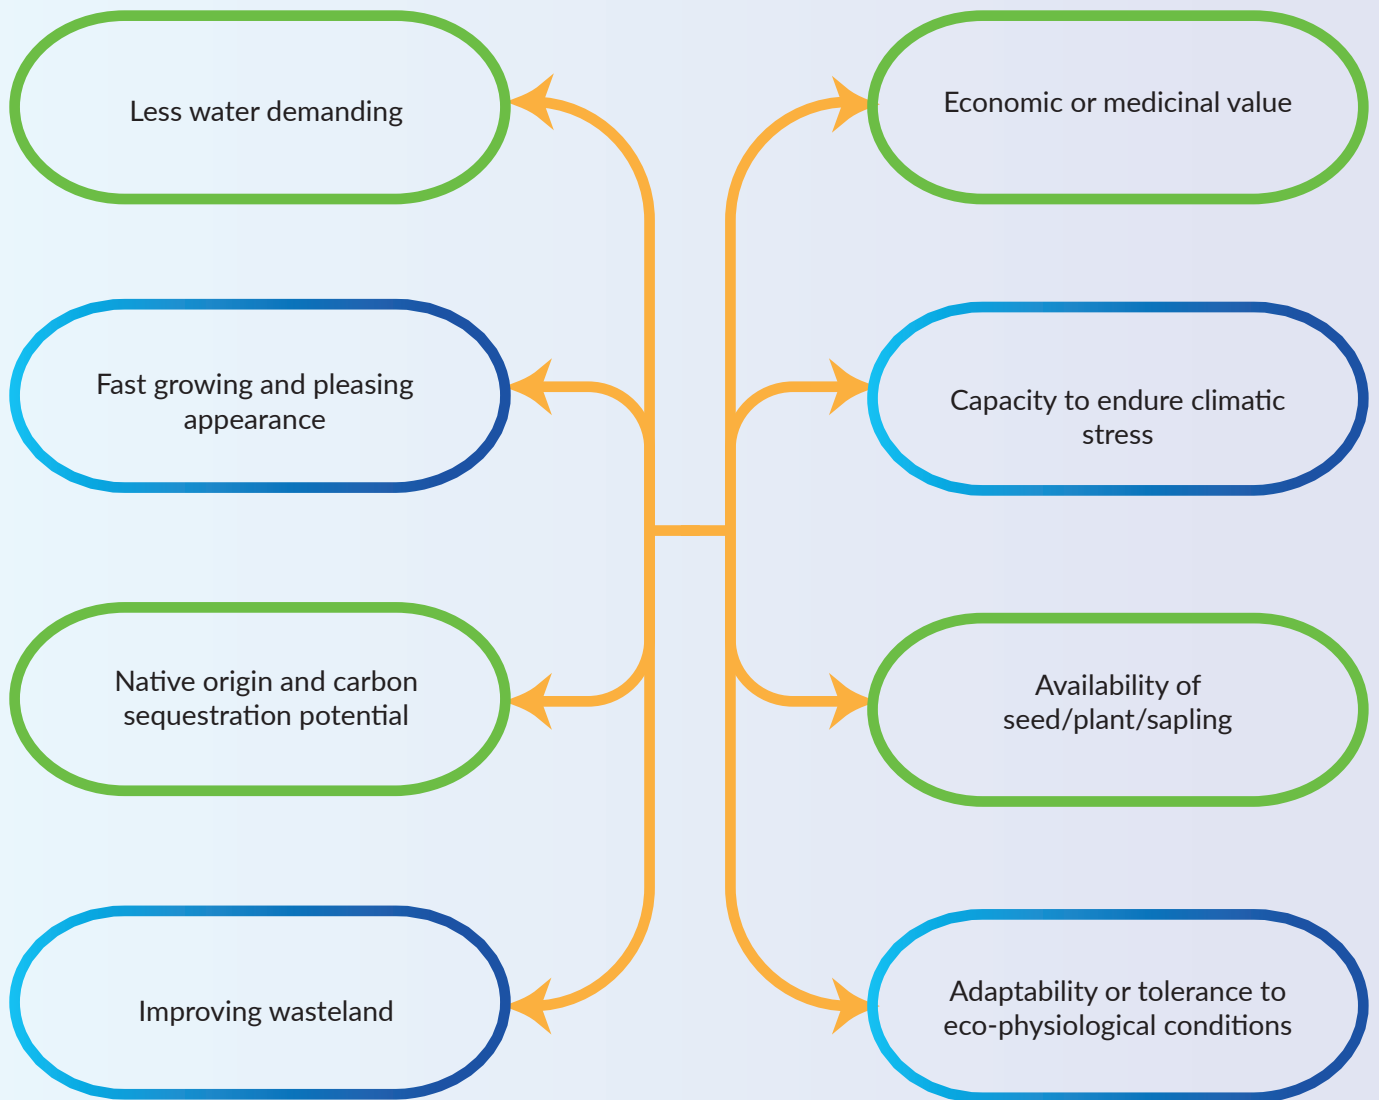 Less water demanding
Economic or medicinal value
Fast growing and pleasing
appearance
Capacity to endure climatic
stress
Native origin and carbon
sequestration potential
Availability of
seed/plant/sapling
Improving wasteland
Adaptability or tolerance to
eco-physiological conditions